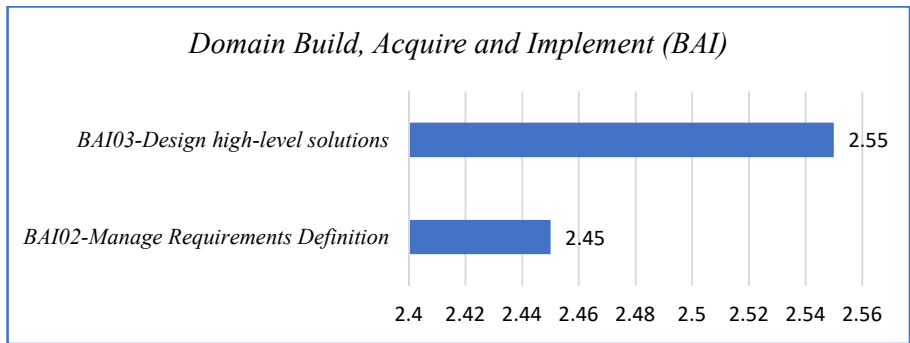 Domain Build, Acquire and Implement (BAI)
BAI03-Design high-level solutions
2.55
BAI02-Manage Requirements Definition
2.45
2.4 2.42 2.44 2.46 2.48 2.5 2.52 2.54 2.56